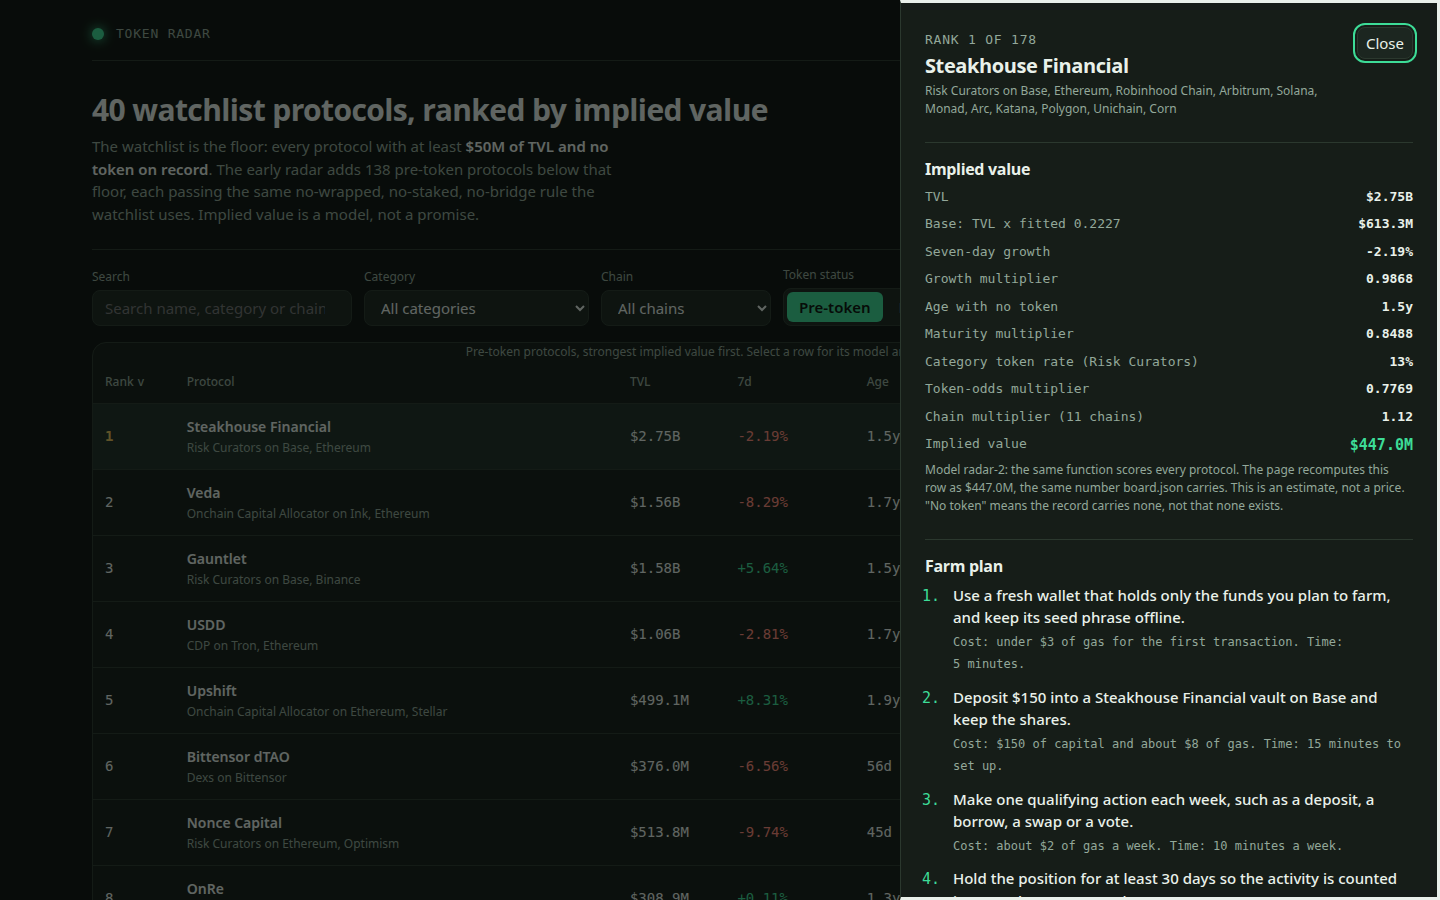 TOKEN RADAR
40 watchlist protocols, ranked by implied value
The watchlist is the floor: every protocol with at least $50M of TVL and no
token on record. The early radar adds 138 pre-token protocols below that
floor, each passing the same no-wrapped, no-staked, no-bridge rule the
watchlist uses. Implied value is a model, not a promise.
Search
Category
Chain
Token status
Search name, category or chain
All categories
All chains
Pre-token
Pre-token protocols, strongest implied value first. Select a row for its model
Rank v
Protocol
TVL
7d
Age
1
Steakhouse Financial
Risk Curators on Base, Ethereum
$2.75B
-2.19%
1.5y
2
Veda
Onchain Capital Allocator on Ink, Ethereum
$1.56B
-8.29%
1.7y
3
Gauntlet
Risk Curators on Base, Binance
$1.58B
+5.64%
1.5y
4
USDD
CDP on Tron, Ethereum
$1.06B
-2.81%
1.7y
5
Upshift
Onchain Capital Allocator on Ethereum, Stellar
$499.1M
+8.31%
1.9y
6
Bittensor dTAO
Dexs on Bittensor
$376.0M
-6.56%
56d
7
Nonce Capital
Risk Curators on Ethereum, Optimism
$513.8M
-9.74%
45d
8
OnRe
$308.9M
+0.11%
1.3y
RANK 1 OF 178
Close
Steakhouse Financial
Risk Curators on Base, Ethereum, Robinhood Chain, Arbitrum, Solana,
Monad, Arc, Katana, Polygon, Unichain, Corn
Implied value
TVL $2.75B
Base: TVL x fitted 0.2227 $613.3M
Seven-day growth -2.19%
Growth multiplier 0.9868
Age with no token 1.5y
Maturity multiplier 0.8488
Category token rate (Risk Curators) 13%
Token-odds multiplier 0.7769
Chain multiplier (11 chains) 1.12
Implied value $447.0M
Model radar-2: the same function scores every protocol. The page recomputes this
row as $447.0M, the same number board.json carries. This is an estimate, not a price.
"No token" means the record carries none, not that none exists.
Farm plan
1. Use a fresh wallet that holds only the funds you plan to farm,
and keep its seed phrase offline.
Cost: under $3 of gas for the first transaction. Time:
5 minutes.
2. Deposit $150 into a Steakhouse Financial vault on Base and
keep the shares.
Cost: $150 of capital and about $8 of gas. Time: 15 minutes to
set up.
3. Make one qualifying action each week, such as a deposit, a
borrow, a swap or a vote.
Cost: about $2 of gas a week. Time: 10 minutes a week.
4. Hold the position for at least 30 days so the activity is counted